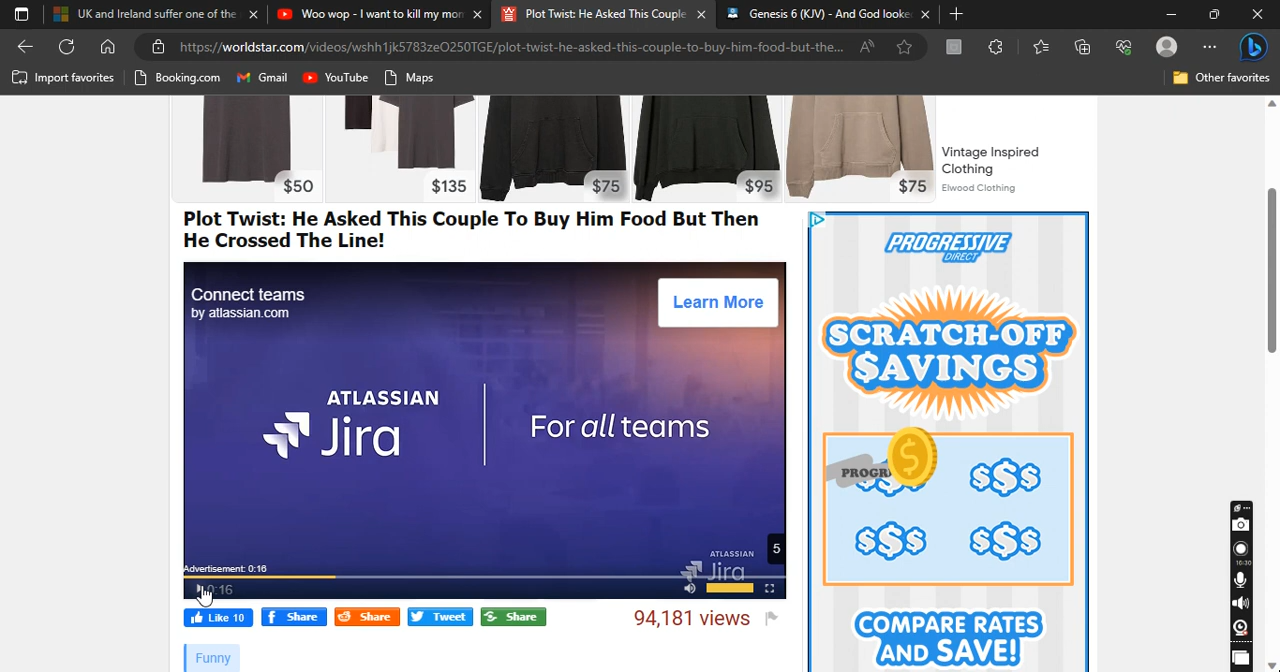 UK and Ireland suffer one of the
Woo wop - I want to kill my mom
Plot Twist: He Asked This Couple
Genesis 6 (KJV) - And God looke
https://worldstar.com/videos/wshh1jk5783zeO250TGE/plot-twist-he-asked-this-couple-to-buy-him-food-but-the...
Import favorites
Booking.com
Gmail
YouTube
Maps
Other favorites
$50
$135
$75
$95
$75
Vintage Inspired
Clothing
Elwood Clothing
Plot Twist: He Asked This Couple To Buy Him Food But Then
He Crossed The Line!
Connect teams
by atlassian.com
Learn More
ATLASSIAN
Jira
For all teams
5
ATLASSIAN
Jira
Advertisement: 0:16
0:16
Like 10
Share
Share
Tweet
Share
94,181 views
Funny
PROGRESSIVE
DIRECT
SCRATCH-OFF
$AVINGS
PROGR
$$$
$$$
$$$
$$$
COMPARE RATES
AND SAVE!
16:30